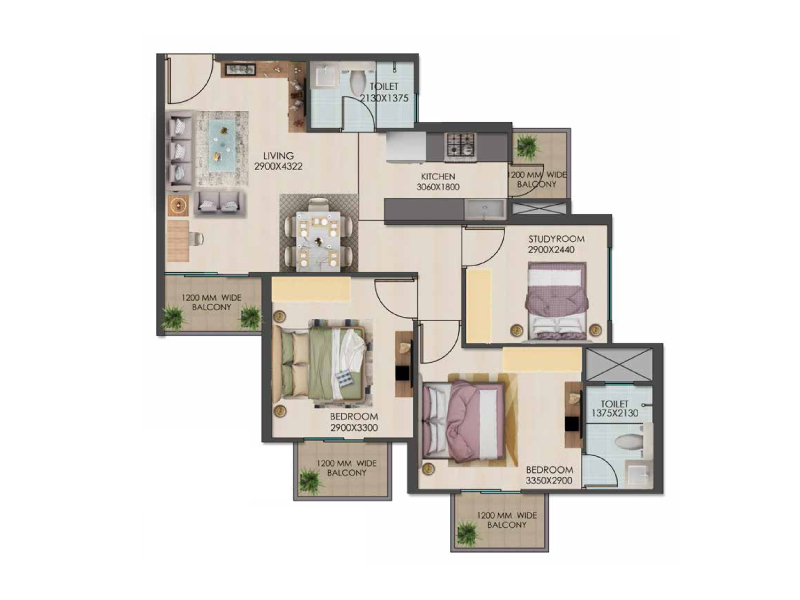 TOILET
2130X1375
LIVING
2900X4322
KITCHEN
3060X1800
1200 MM WIDE
BALCONY
STUDYROOM
2900X2440
1200 MM WIDE
BALCONY
BEDROOM
2900X3300
TOILET
1375X2130
1200 MM WIDE
BALCONY
BEDROOM
3350X2900
1200 MM WIDE
BALCONY